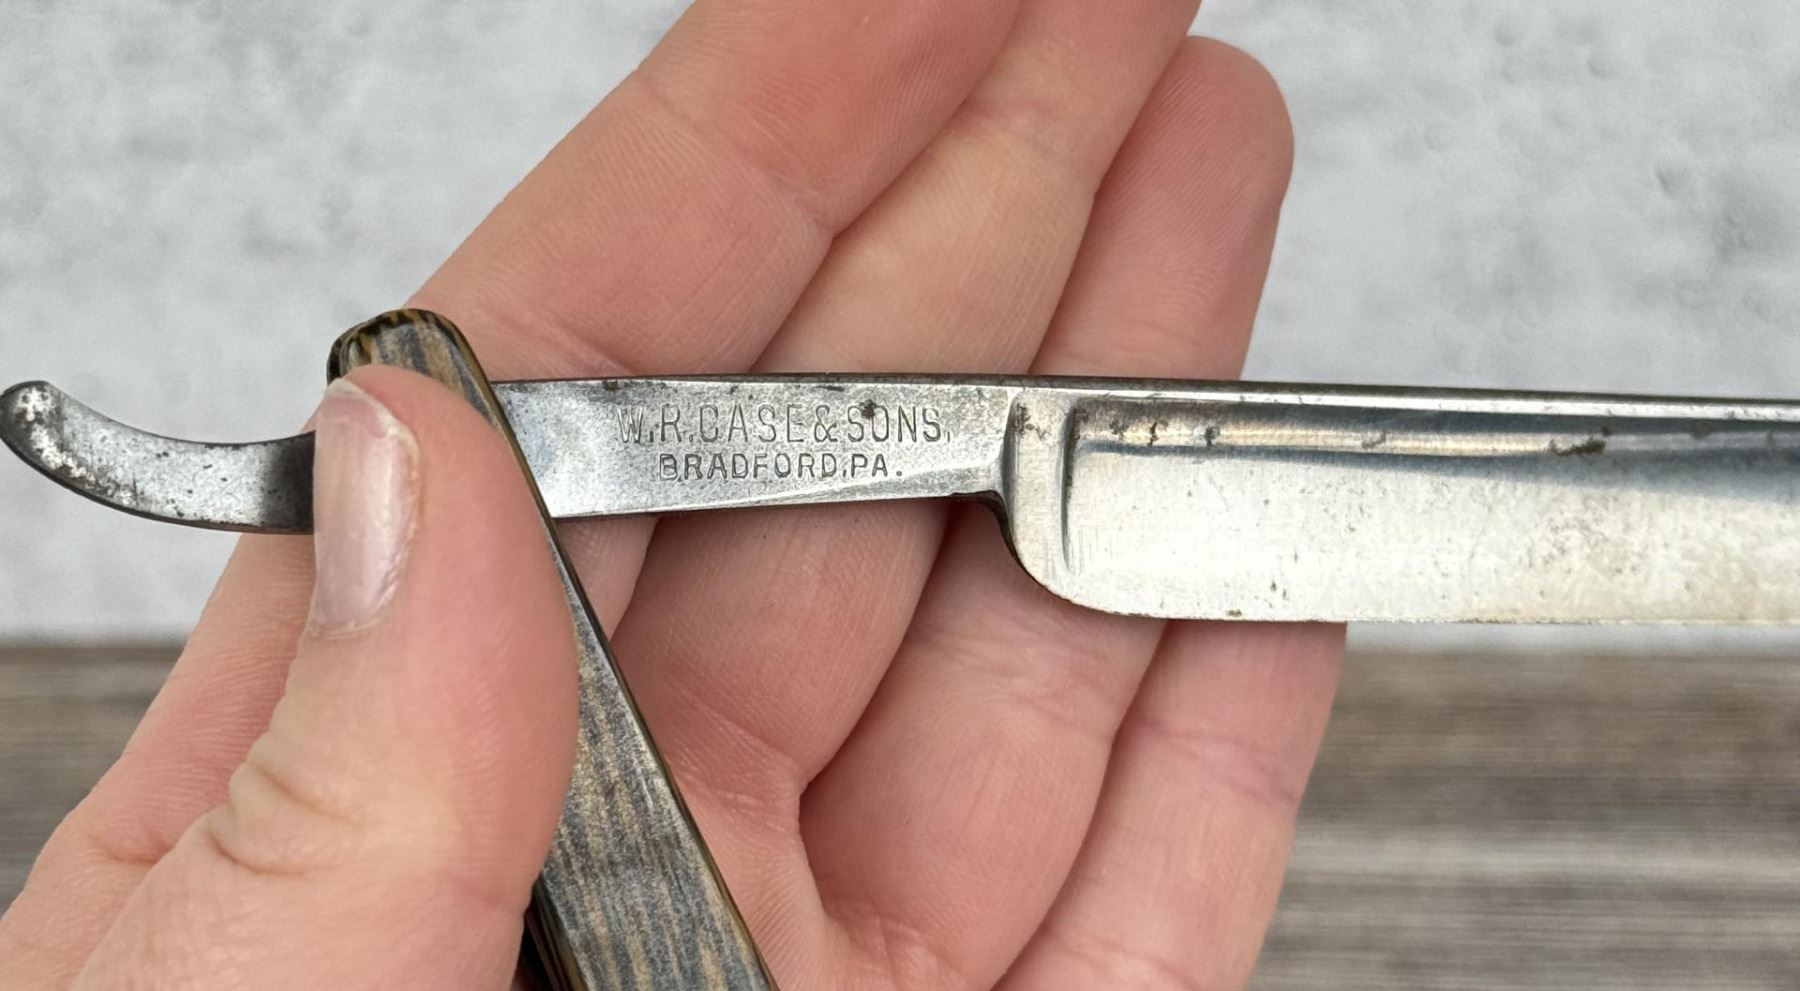 W.R.CASE & SONS,
BRADFORD,PA.